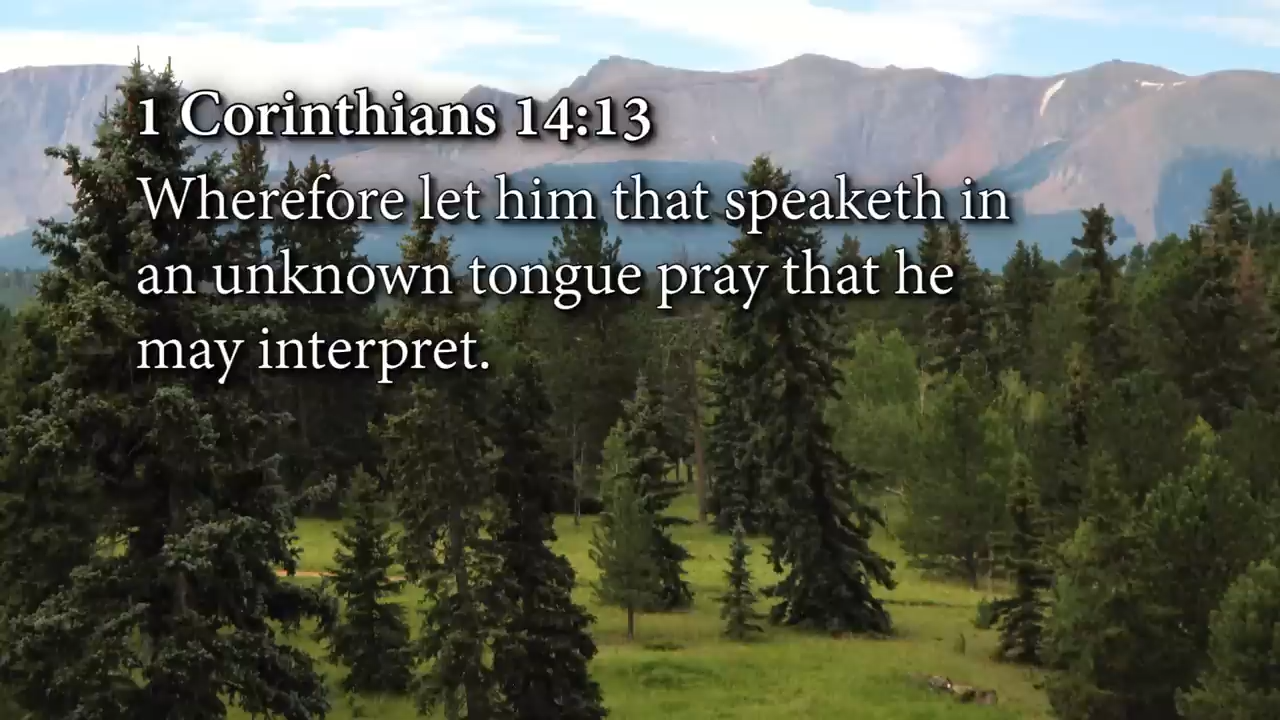 1 Corinthians 14:13
Wherefore let him that speaketh in
an unknown tongue pray that he
may interpret.